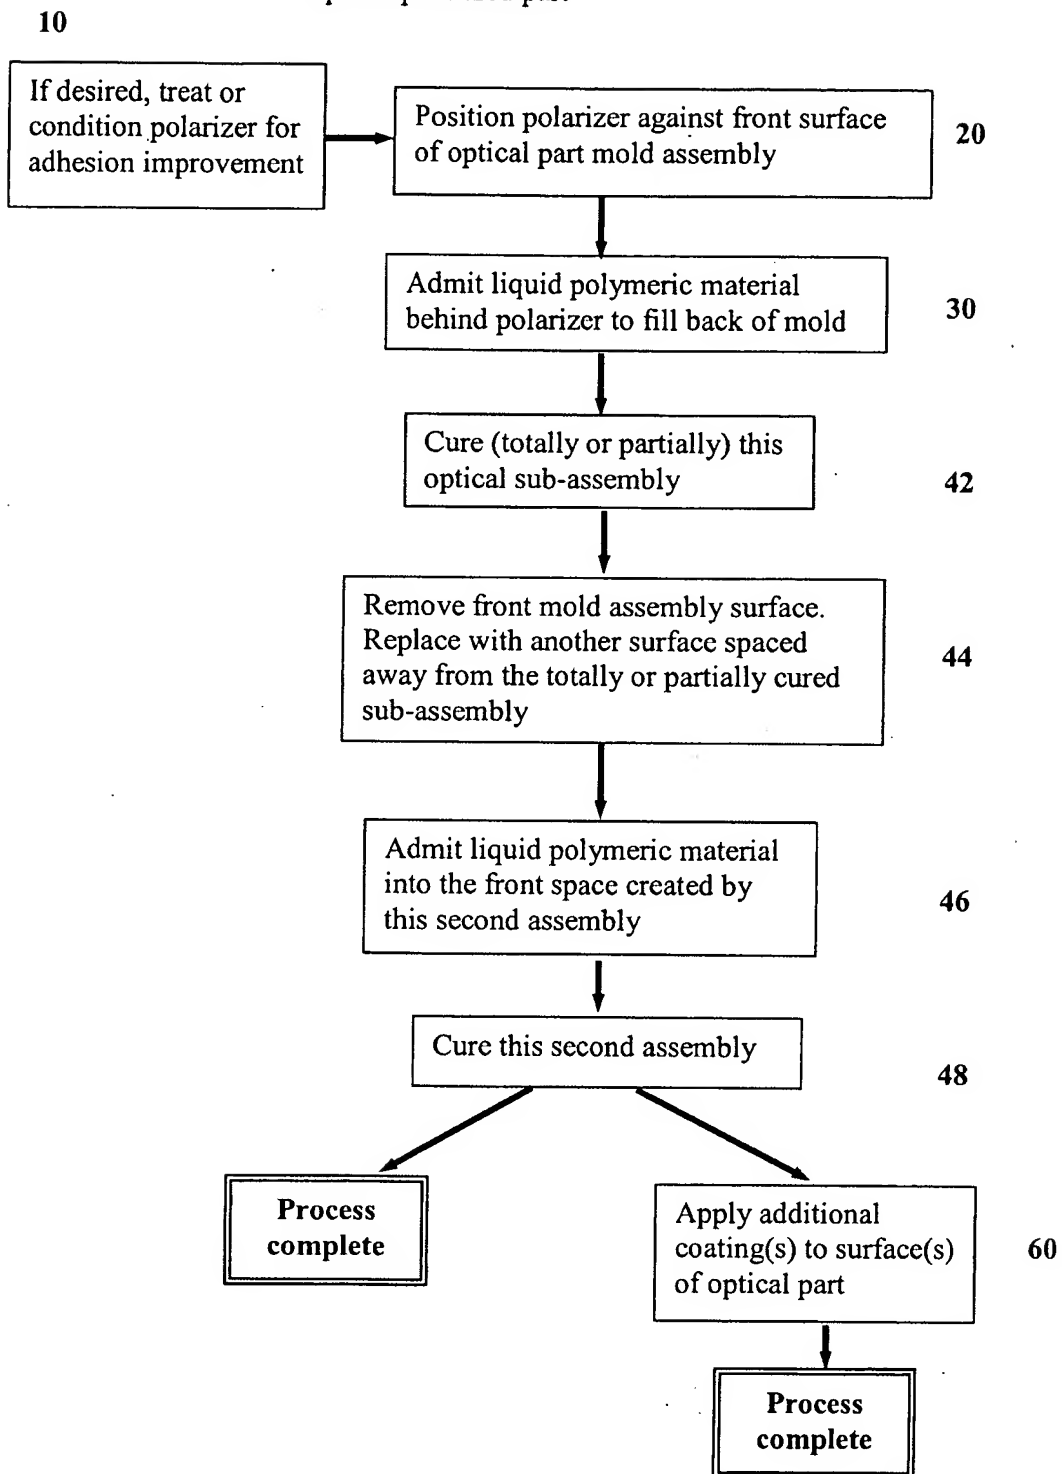 10
If desired, treat or
condition polarizer for
adhesion improvement
Position polarizer against front surface
of optical part mold assembly
20
Admit liquid polymeric material
behind polarizer to fill back of mold
30
Cure (totally or partially) this
optical sub-assembly
42
Remove front mold assembly surface.
Replace with another surface spaced
away from the totally or partially cured
sub-assembly
44
Admit liquid polymeric material
into the front space created by
this second assembly
46
Cure this second assembly
48
Process
complete
Apply additional
coating(s) to surface(s)
of optical part
60
Process
complete